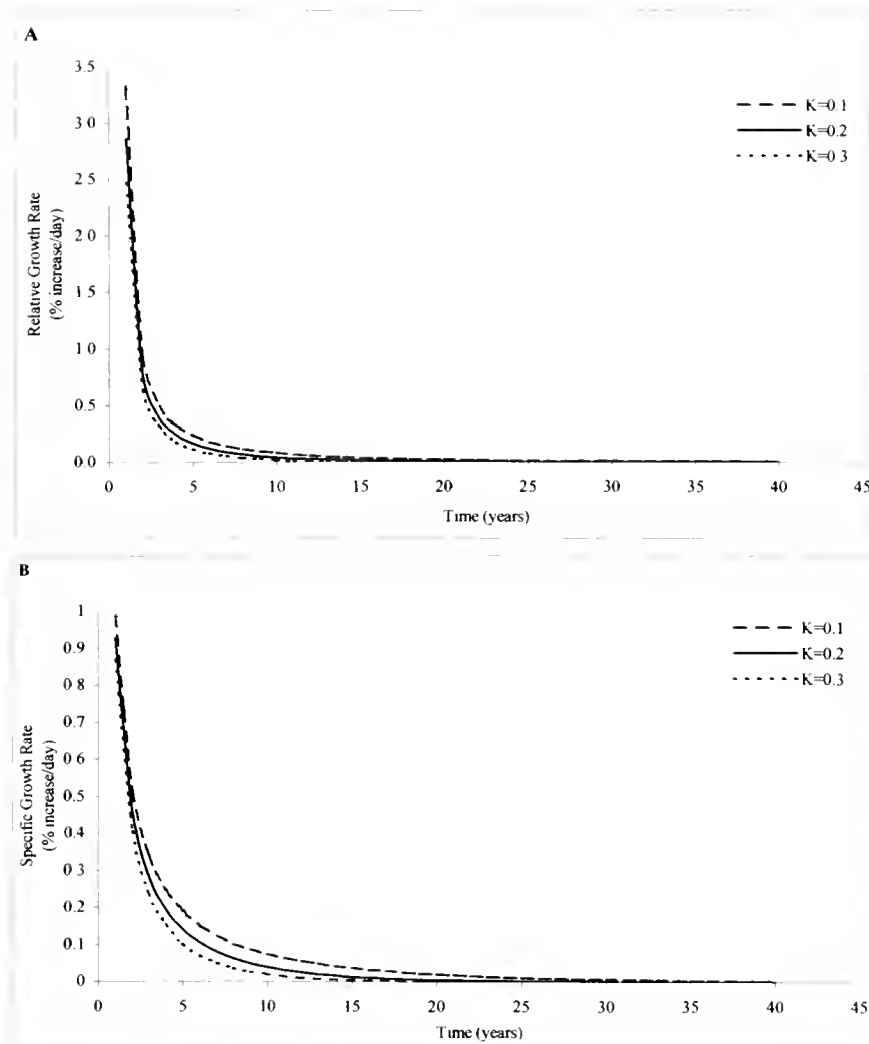 A
3.5
3.0
2.5
2.0
1.5
1 0
0.5
0.0
0
5
10
15
20
25
30
35
40
45
Relative Growth Rate
(% increase/day)
Time (years)
K=0.1
K=0.2
K=0 3
B
1
0.9
0.8
0.7
0 6
0.5
0 4
0.3
0.2
0.1
0
0
5
10
15
20
25
30
35
40
45
Specific Growth Rate
(% increase/day)
Time (years)
K=0.1
K=0.2
K=0.3